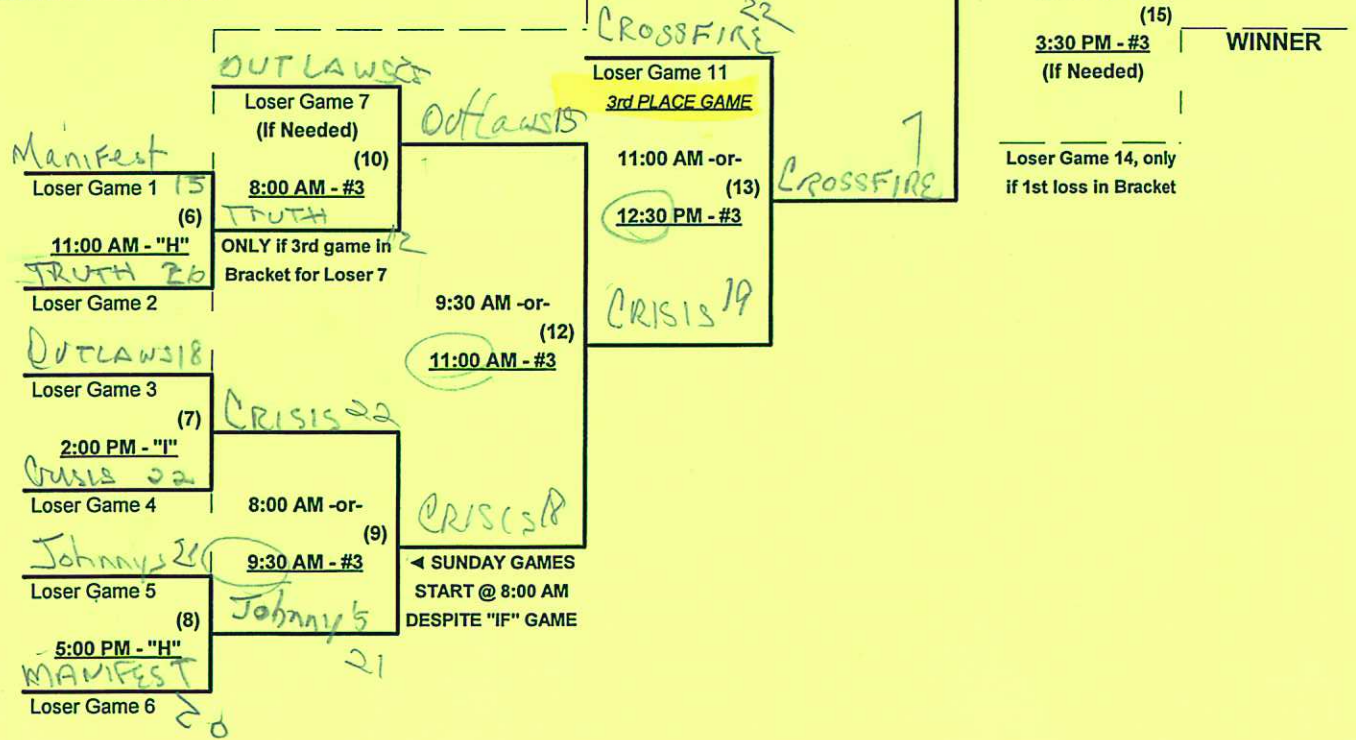 CROSSFIRE 22
Loser Game 11
3rd PLACE GAME
11:00 AM -or-
(13)
12:30 PM - #3
CRISIS 19
CROSSFIRE 7
(15)
3:30 PM - #3
(If Needed)
WINNER
Loser Game 14, only
if 1st loss in Bracket
OUTLAWS
Loser Game 7
(If Needed)
(10)
8:00 AM - #3
TRUTH 12
ONLY if 3rd game in
Bracket for Loser 7
Outlaws 15
9:30 AM -or-
(12)
11:00 AM - #3
CRISIS 18
◄ SUNDAY GAMES
START @ 8:00 AM
DESPITE "IF" GAME
Manifest
Loser Game 1 15
(6)
11:00 AM - "H"
TRUTH 26
Loser Game 2
OUTLAWS 18
Loser Game 3
(7)
2:00 PM - "I"
Crisis 22
Loser Game 4
CRISIS 22
8:00 AM -or-
(9)
9:30 AM - #3
Johnny's
21
Johnnys 21
Loser Game 5
(8)
5:00 PM - "H"
MANIFEST
Loser Game 6
20